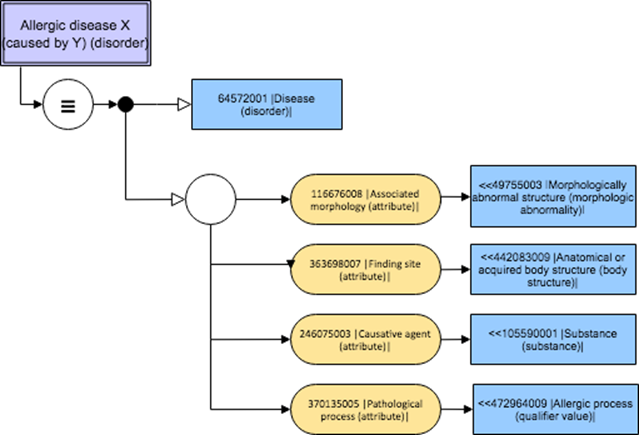 Allergic disease X
(caused by Y) (disorder)
≡
64572001 |Disease
(disorder)|
116676008 |Associated
morphology (attribute)|
<<49755003 |Morphologically
abnormal structure (morphologic
abnormality)|
363698007 |Finding site
(attribute)|
<<442083009 |Anatomical or
acquired body structure (body
structure)|
246075003 |Causative agent
(attribute)|
<<105590001 |Substance
(substance)|
370135005 |Pathological
process (attribute)|
<<472964009 |Allergic process
(qualifier value)|